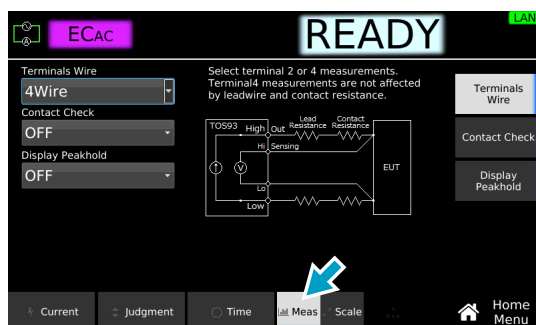 ECAC
READY
LAN
Terminals Wire
4Wire
Contact Check
OFF
Display Peakhold
OFF
Select terminal 2 or 4 measurements.
Terminal4 measurements are not affected
by leadwire and contact resistance.
TOS93
High
Out
Lead
Resistance
Contact
Resistance
Hi
Sensing
V
A
EUT
Lo
Low
Terminals
Wire
Contact Check
Display
Peakhold
Current
Judgment
Time
Meas
Scale
Home
Menu